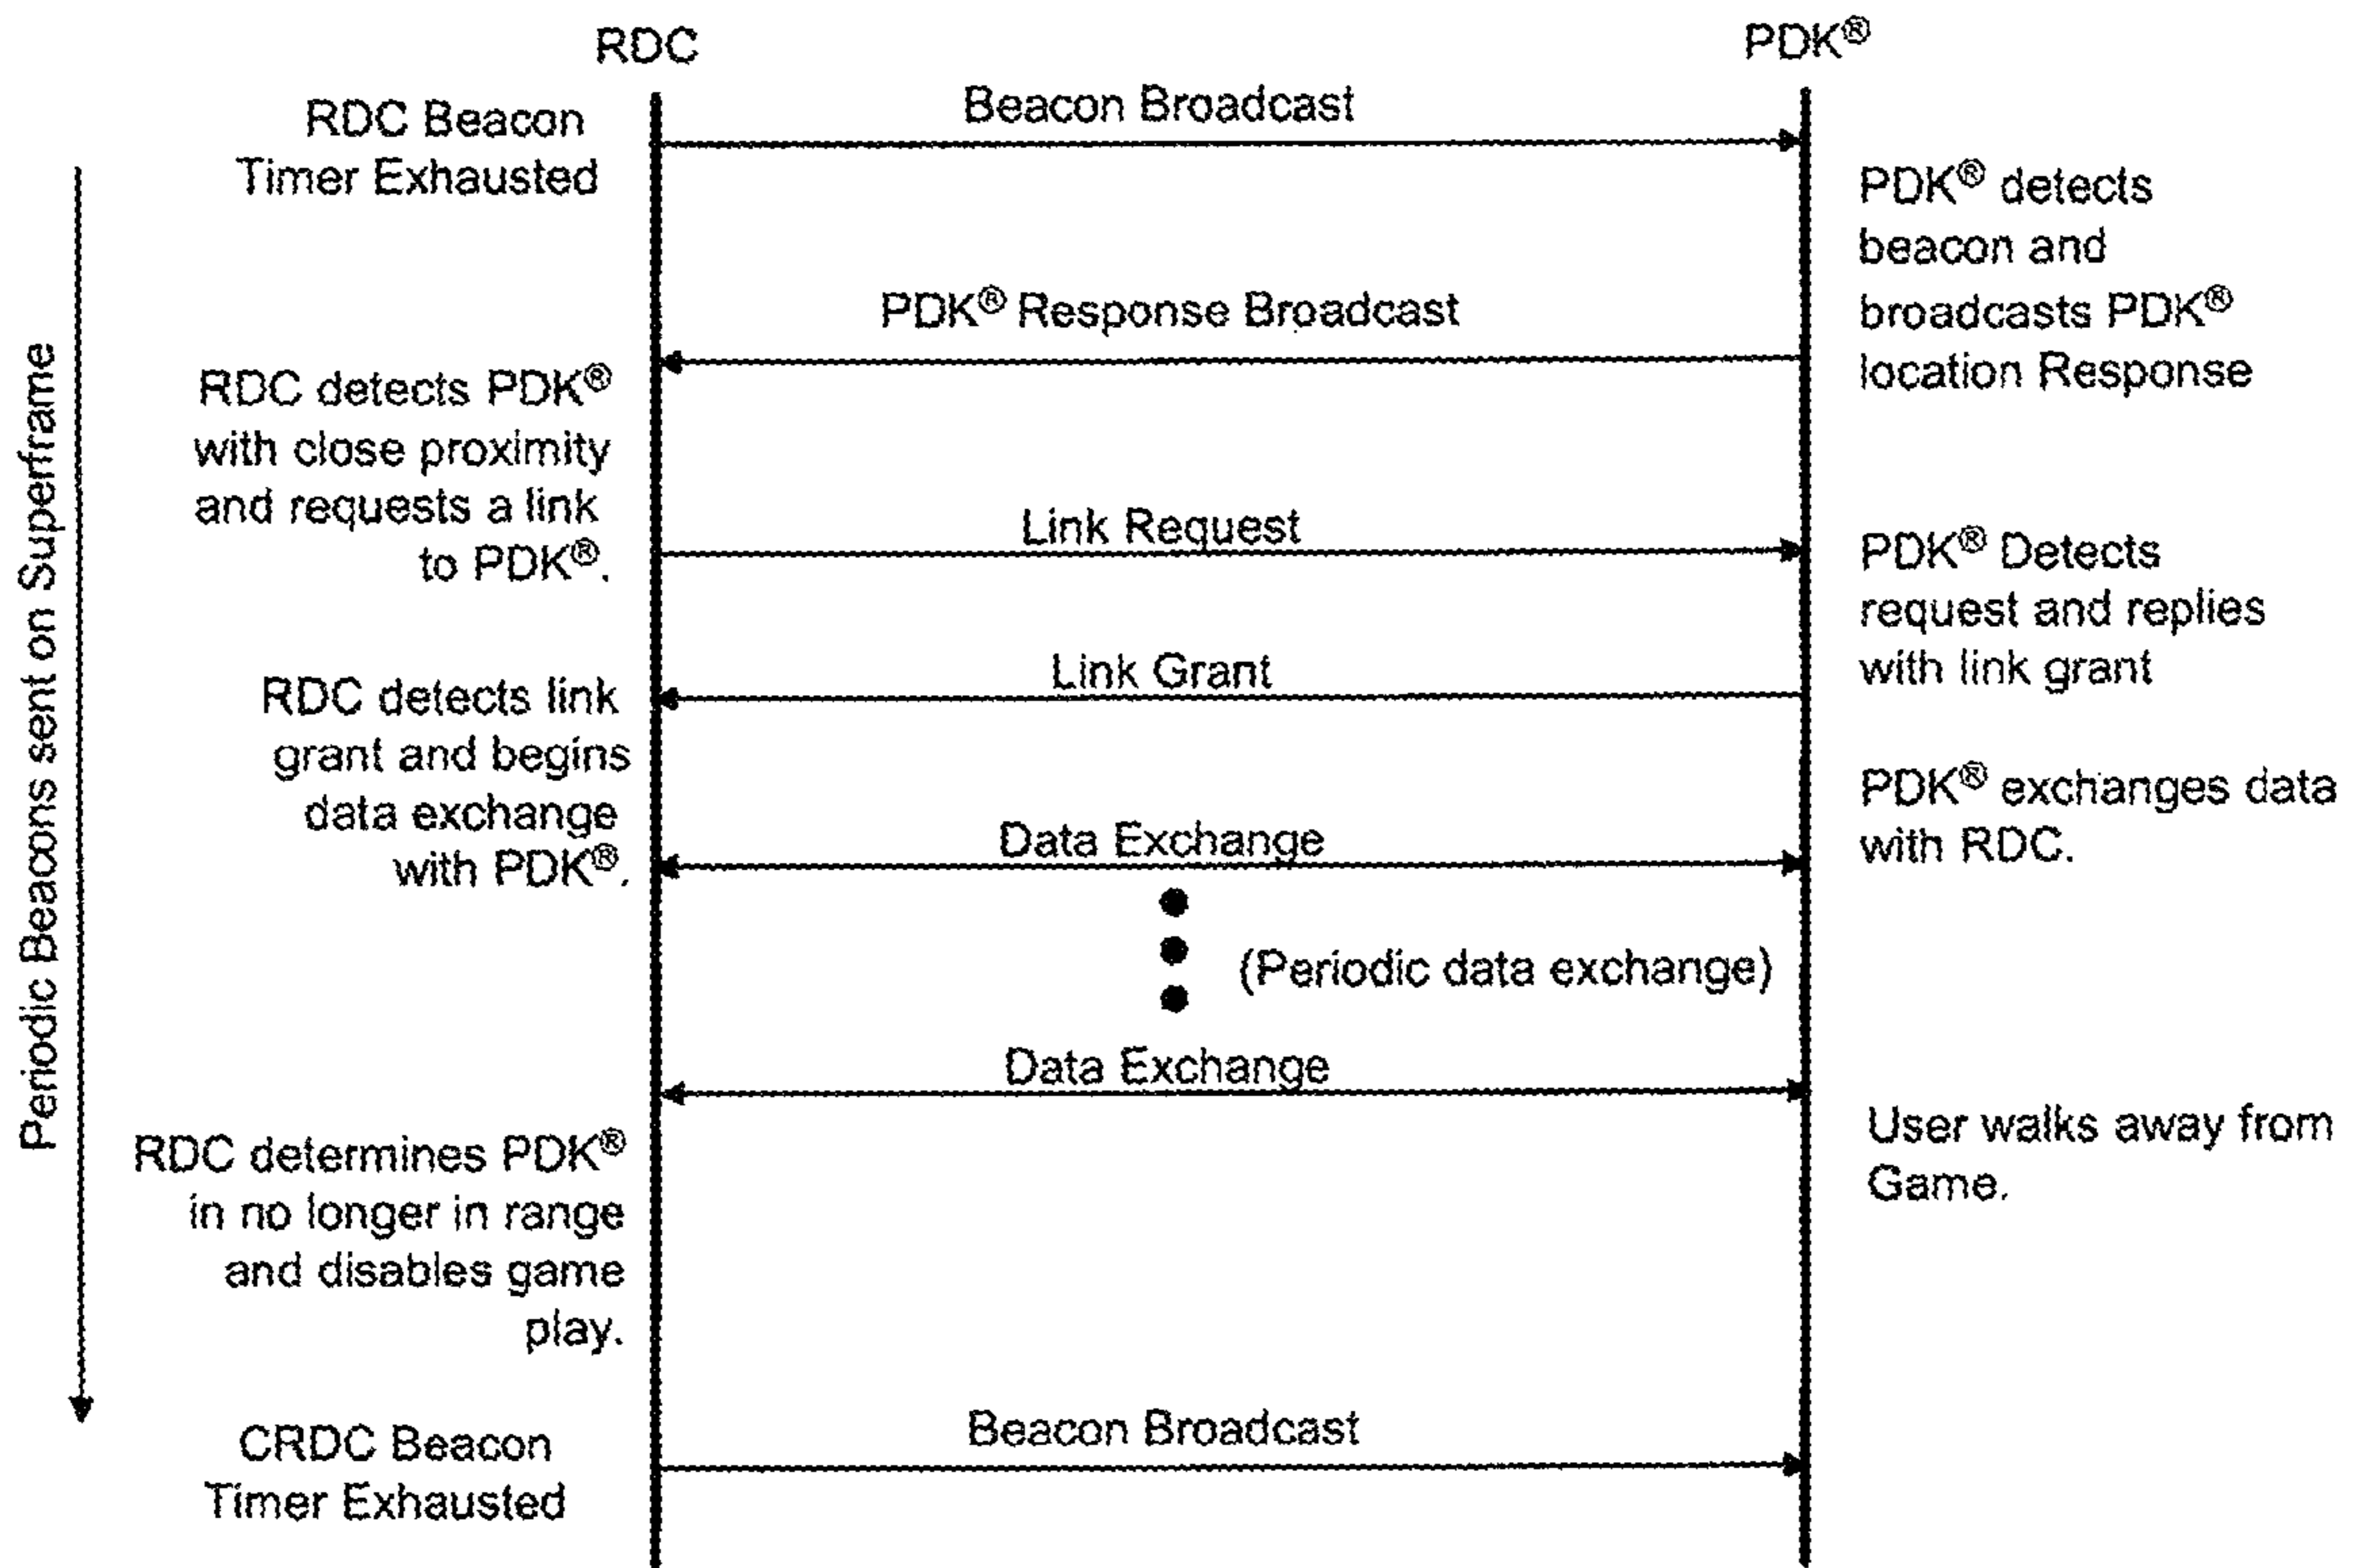 RDC
PDK®
RDC Beacon
Timer Exhausted
Beacon Broadcast
PDK® detects
beacon and
broadcasts PDK®
location Response
PDK® Response Broadcast
RDC detects PDK®
with close proximity
and requests a link
to PDK®.
Link Request
PDK® Detects
request and replies
with link grant
Link Grant
RDC detects link
grant and begins
data exchange
with PDK®.
PDK® exchanges data
with RDC.
Data Exchange
(Periodic data exchange)
Data Exchange
User walks away from
Game.
RDC determines PDK®
in no longer in range
and disables game
play.
CRDC Beacon
Timer Exhausted
Beacon Broadcast
Periodic Beacons sent on Superframe